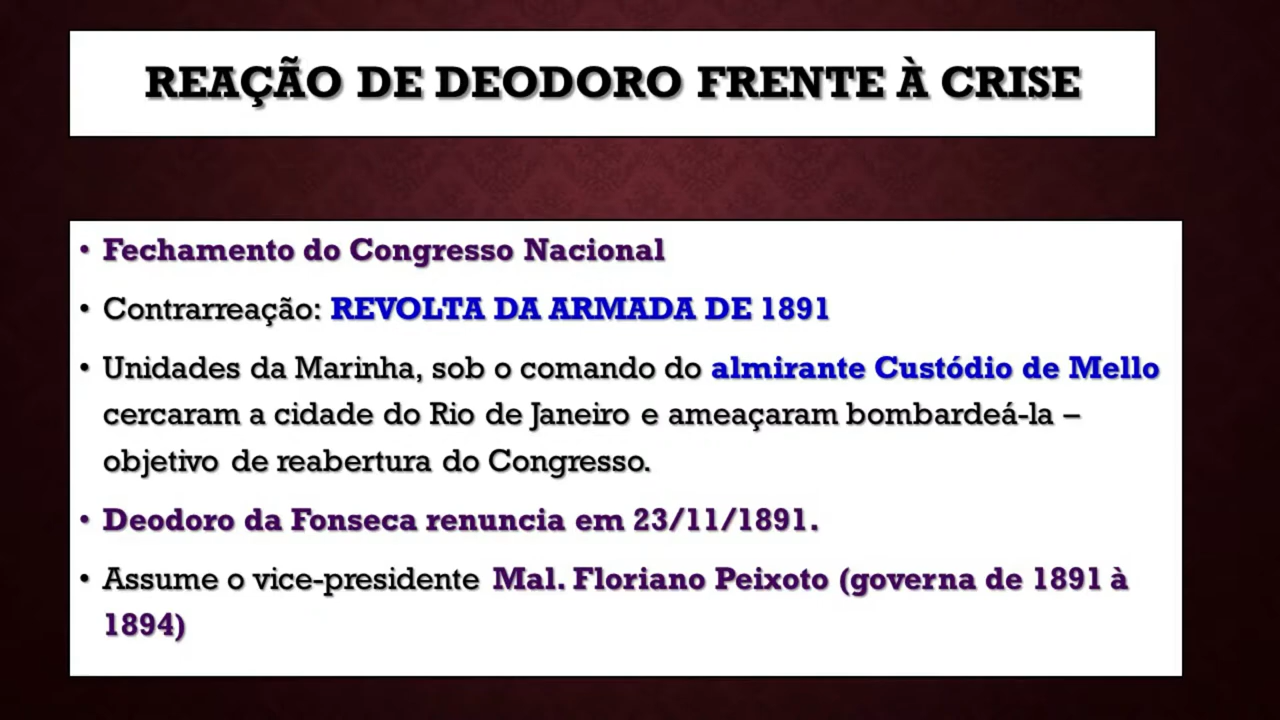 REAÇÃO DE DEODORO FRENTE À CRISE
• Fechamento do Congresso Nacional
• Contrarreação: REVOLTA DA ARMADA DE 1891
• Unidades da Marinha, sob o comando do almirante Custódio de Mello
cercaram a cidade do Rio de Janeiro e ameaçaram bombardeá-la –
objetivo de reabertura do Congresso.
• Deodoro da Fonseca renuncia em 23/11/1891.
• Assume o vice-presidente Mal. Floriano Peixoto (governa de 1891 à
1894)